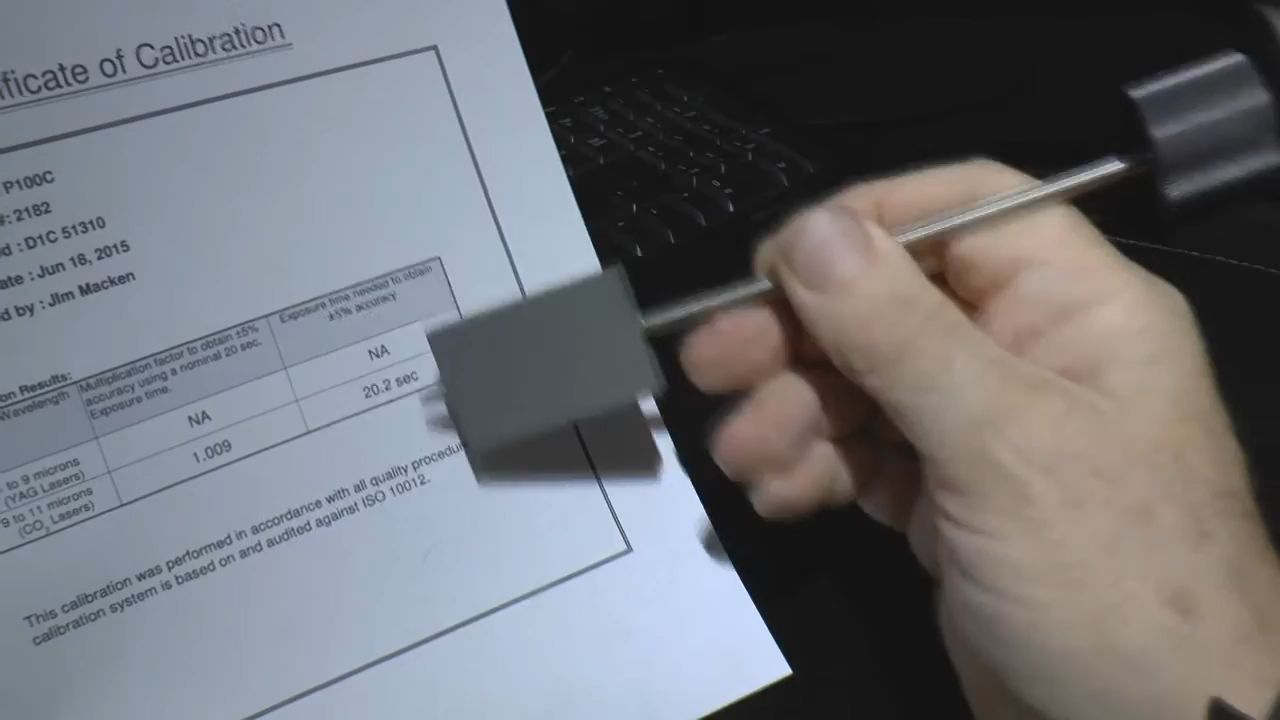 ificate of Calibration
P100C
#: 2182
d : D1C 51310
ate : Jun 18, 2015
d by : Jim Macken
on Results:
Wavelength
Multiplication factor to obtain ±5%
accuracy using a nominal 20 sec.
Exposure time.
Exposure time needed to obtain
±5% accuracy
to 9 microns
(YAG Lasers)
NA
NA
9 to 11 microns
(CO₂ Lasers)
1.009
20.2 sec
This calibration was performed in accordance with all quality procedu
calibration system is based on and audited against ISO 10012.